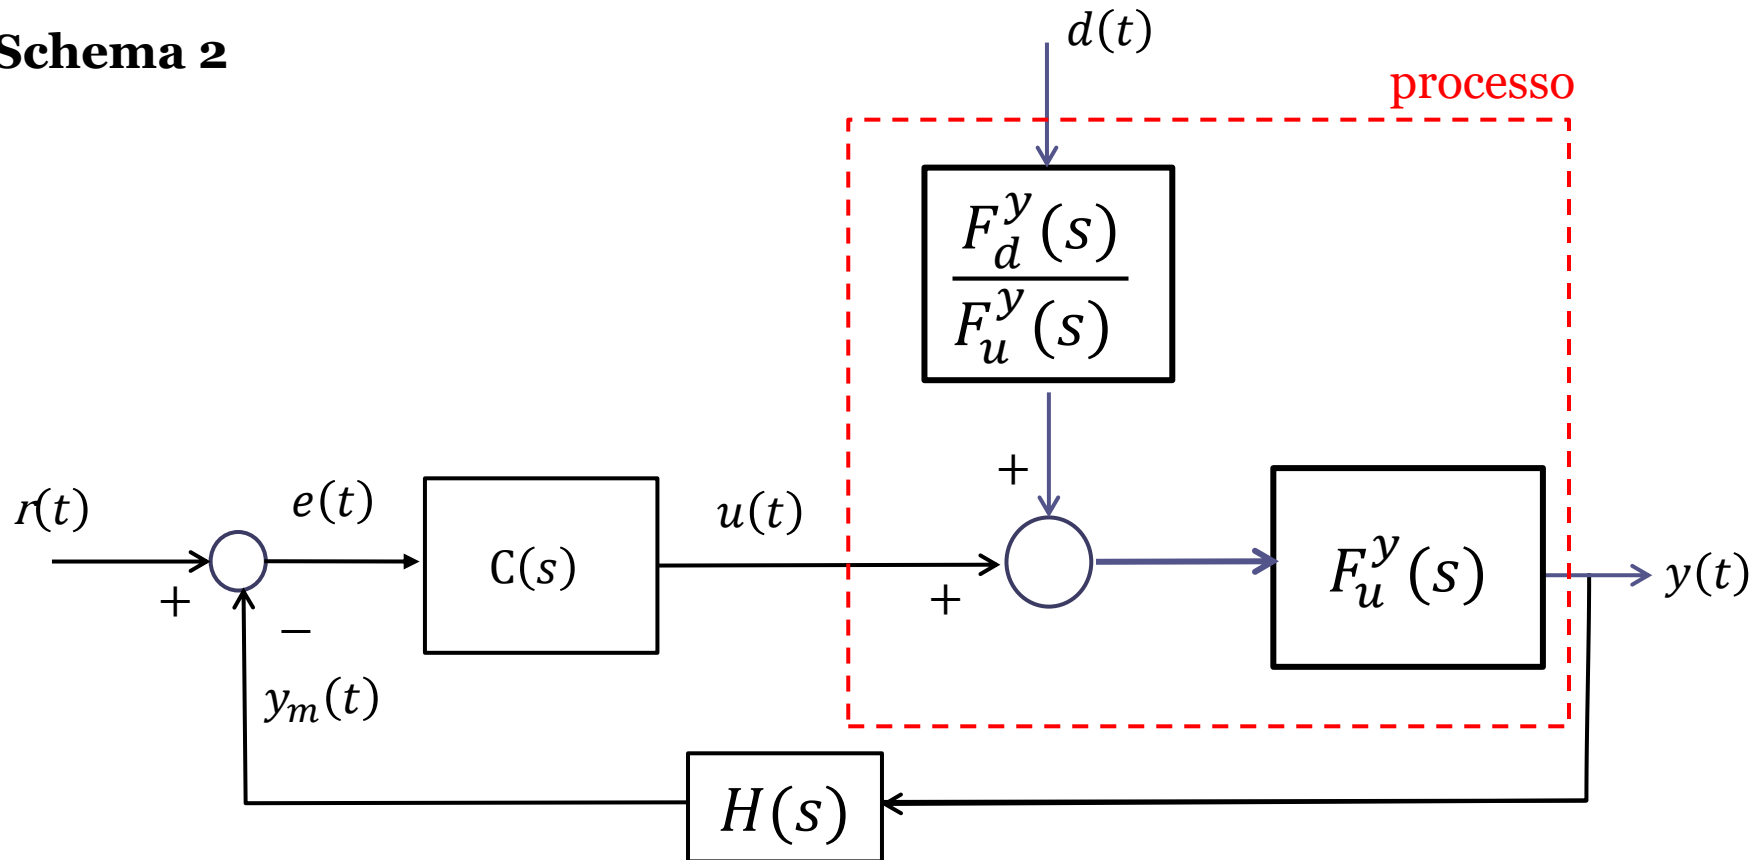 Schema 2
d(t)
processo
F_d^y(s)
F_u^y(s)
+
r(t)
e(t)
C(s)
u(t)
F_u^y(s)
y(t)
+
−
+
y_m(t)
H(s)